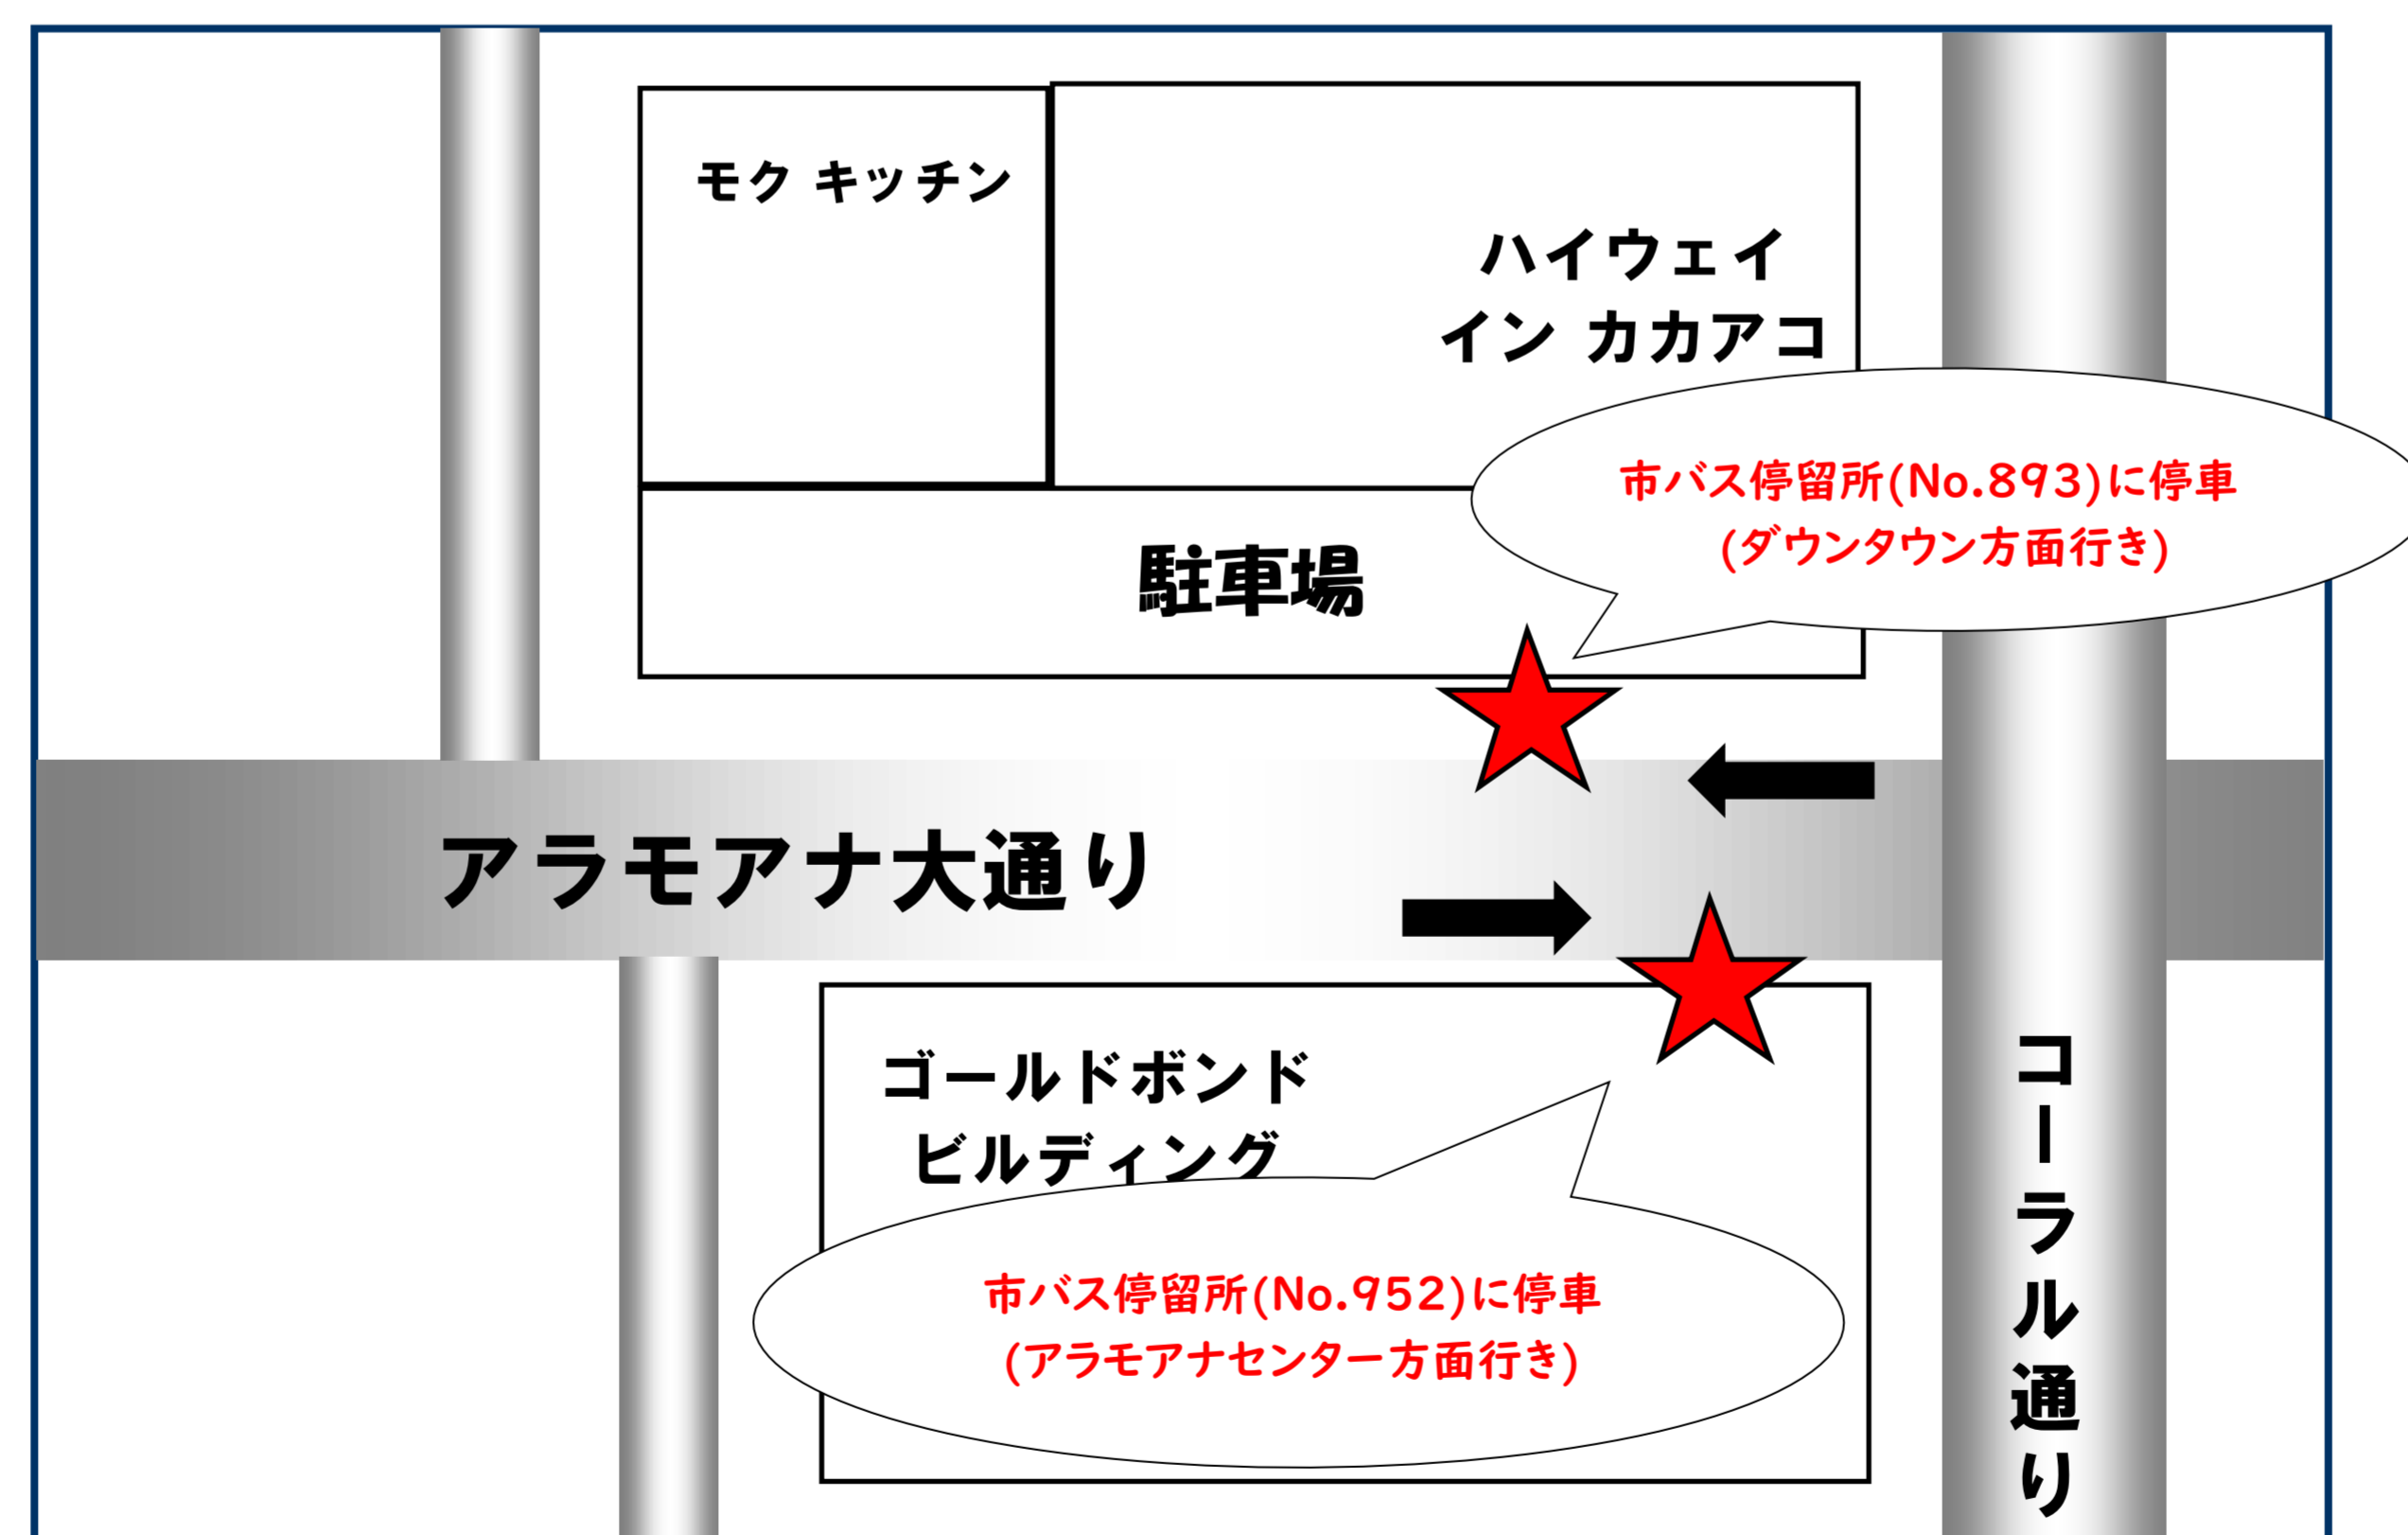 モク キッチン
ハイウェイ
イン カカアコ
市バス停留所(No.893)に停車
(ダウンタウン方面行き)
駐車場
アラモアナ大通り
ゴールドボンド
ビルディング
市バス停留所(No.952)に停車
(アラモアナセンター方面行き)
コーラル通り